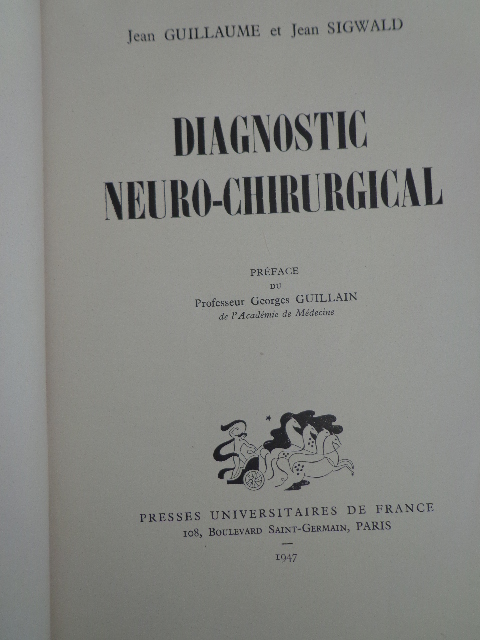 Jean GUILLAUME et Jean SIGWALD
DIAGNOSTIC
NEURO-CHIRURGICAL
PRÉFACE
DU
Professeur Georges GUILLAIN
de l'Académie de Médecine
PRESSES UNIVERSITAIRES DE FRANCE
108, BOULEVARD SAINT-GERMAIN, PARIS
—
1947